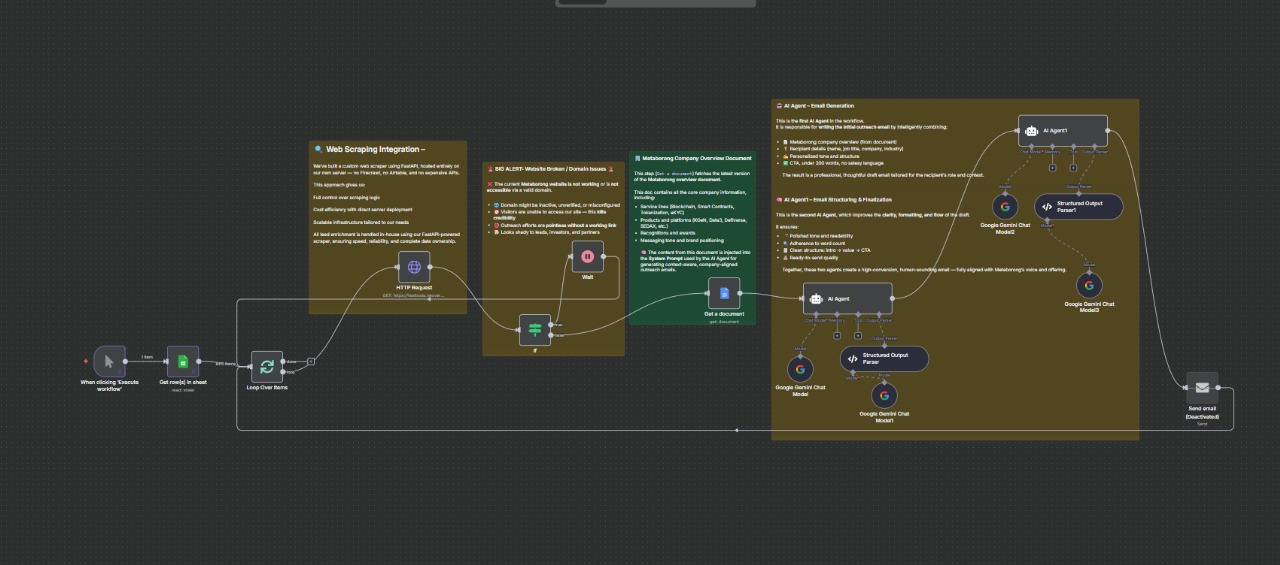 🔍 Web Scraping Integration –
We've built a custom web scraper using FastAPI, hosted entirely on
our own server — no Firecrawl, no Airtable, and no expensive APIs.
This approach gives us:
Full control over scraping logic
Cost efficiency with direct server deployment
Scalable infrastructure tailored to our needs
All lead enrichment is handled in-house using our FastAPI-powered
scraper, ensuring speed, reliability, and complete data ownership.
HTTP Request
GET: https://
🚨 BIG ALERT: Website Broken / Domain Issues 🚨
❌ The current Metaborong website is not working or is not
accessible via a valid domain.
Domain might be inactive, unverified, or misconfigured
Visitors are unable to access our site — this kills
credibility
Outreach efforts are pointless without a working link
Looks shady to leads, investors, and partners
Wait
If
true
false
Metaborong Company Overview Document
This step (Get a document) fetches the latest version
of the Metaborong overview document.
This doc contains all the core company information,
including:
Service lines (Blockchain, Smart Contracts,
Tokenization, eKYC)
Products and platforms
SEDAX, etc.)
Recognitions and awards
Messaging tone and brand positioning
🧠 The content from this document is injected into
the System Prompt used by the AI Agent for
generating context-aware, company-aligned
outreach emails.
Get a document
get: document
AI Agent – Email Generation
This is the first AI Agent in the workflow.
It is responsible for writing the initial outreach email by intelligently combining:
Metaborong company overview (from document)
Recipient details (name, job title, company, industry)
Personalized tone and structure
✅ CTA, under 200 words, no salesy language
The result is a professional, thoughtful draft email tailored for the recipient's role and context.
🧠 AI Agent1 – Email Structuring & Finalization
This is the second AI Agent, which improves the clarity, formatting, and flow of the draft.
It ensures:
Polished tone and readability
Adherence to word count
Clean structure: intro → value → CTA
Ready-to-send quality
Together, these two agents create a high-conversion, human-sounding email — fully aligned with Metaborong's voice and offering.
AI Agent1
Chat Model* Memory Tool Output Parser
Model
Output Parser
Google Gemini Chat
Model2
Structured Output
Parser1
Model*
Model
Google Gemini Chat
Model3
AI Agent
Chat Model* Memory Tool Output Parser
Model
Output Parser
Structured Output
Parser
Model*
Model
Google Gemini Chat
Model
Google Gemini Chat
Model1
When clicking 'Execute
workflow'
1 item
Get row(s) in sheet
read: sheet
items
Loop Over Items
done
loop
Send email
(Deactivated)
Send